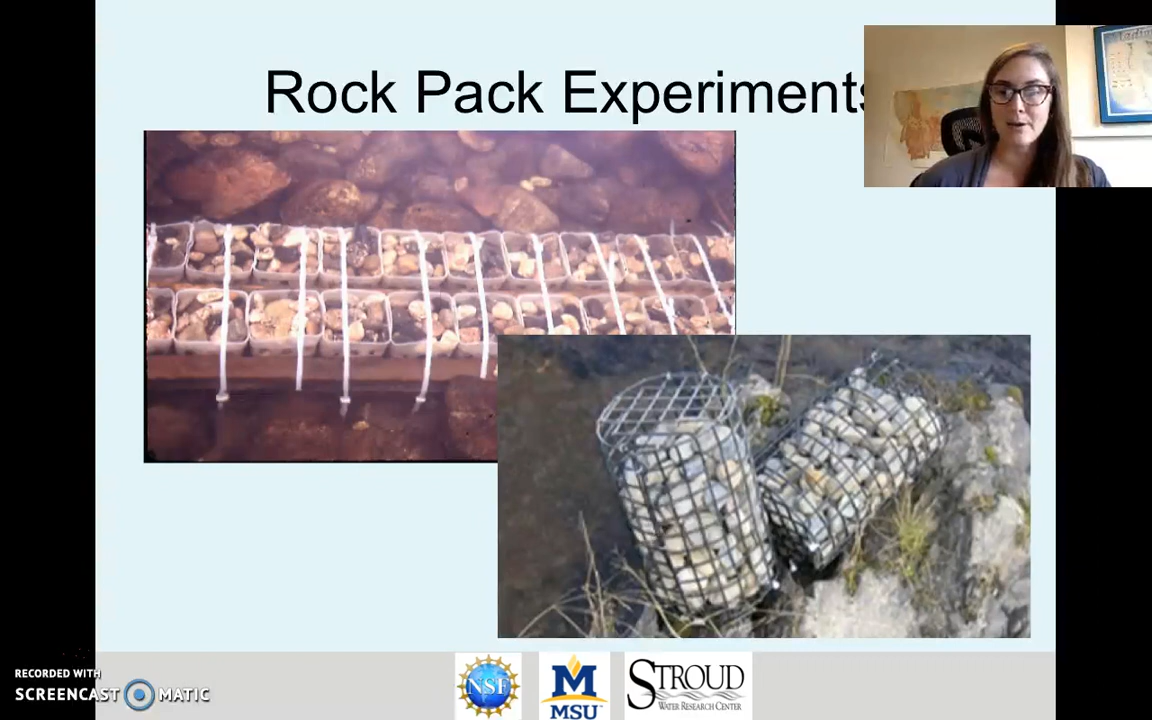 Rock Pack Experiments
RECORDED WITH
SCREENCAST MATIC
NSF
M
MSU
STROUD
WATER RESEARCH CENTER